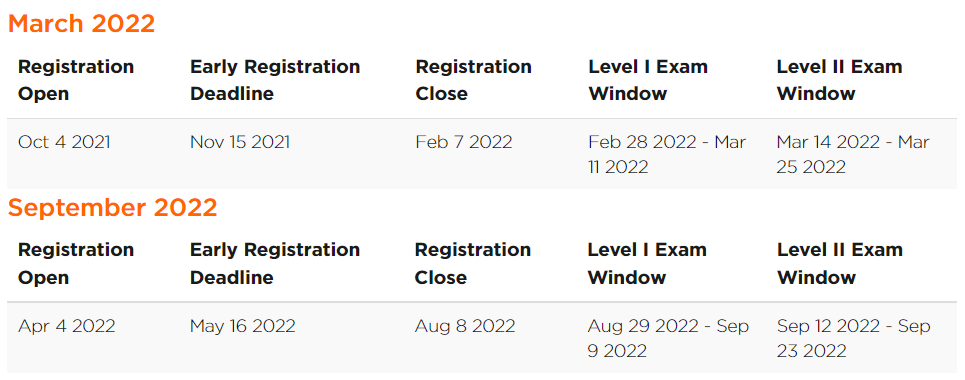 March 2022
Registration Open
Early Registration Deadline
Registration Close
Level I Exam Window
Level II Exam Window
Oct 4 2021
Nov 15 2021
Feb 7 2022
Feb 28 2022 - Mar 11 2022
Mar 14 2022 - Mar 25 2022
September 2022
Registration Open
Early Registration Deadline
Registration Close
Level I Exam Window
Level II Exam Window
Apr 4 2022
May 16 2022
Aug 8 2022
Aug 29 2022 - Sep 9 2022
Sep 12 2022 - Sep 23 2022